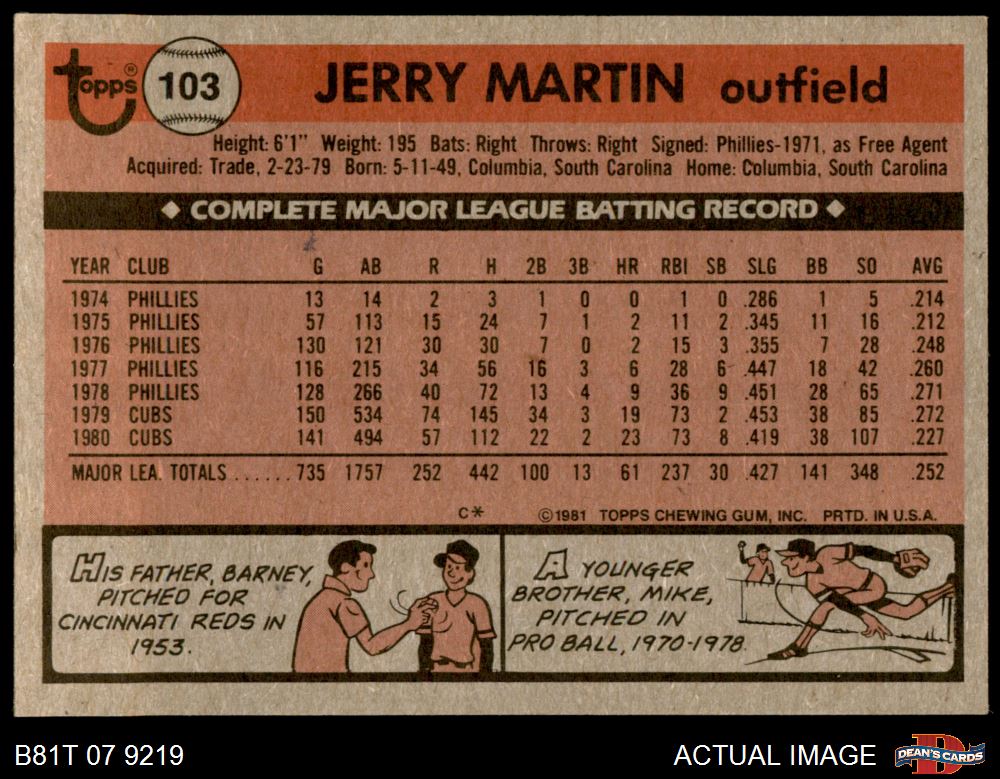 topps®
103
JERRY MARTIN outfield
Height: 6'1" Weight: 195 Bats: Right Throws: Right Signed: Phillies-1971, as Free Agent
Acquired: Trade, 2-23-79 Born: 5-11-49, Columbia, South Carolina Home: Columbia, South Carolina
◆ COMPLETE MAJOR LEAGUE BATTING RECORD ◆
YEAR CLUB G AB R H 2B 3B HR RBI SB SLG BB SO AVG
1974 PHILLIES 13 14 2 3 1 0 0 1 0 .286 1 5 .214
1975 PHILLIES 57 113 15 24 7 1 2 11 2 .345 11 16 .212
1976 PHILLIES 130 121 30 30 7 0 2 15 3 .355 7 28 .248
1977 PHILLIES 116 215 34 56 16 3 6 28 6 .447 18 42 .260
1978 PHILLIES 128 266 40 72 13 4 9 36 9 .451 28 65 .271
1979 CUBS 150 534 74 145 34 3 19 73 2 .453 38 85 .272
1980 CUBS 141 494 57 112 22 2 23 73 8 .419 38 107 .227
MAJOR LEA. TOTALS ...... 735 1757 252 442 100 13 61 237 30 .427 141 348 .252
C* ©1981 TOPPS CHEWING GUM, INC. PRTD. IN U.S.A.
HIS FATHER, BARNEY,
PITCHED FOR
CINCINNATI REDS IN
1953.
A YOUNGER
BROTHER, MIKE,
PITCHED IN
PRO BALL, 1970-1978.
B81T 07 9219
ACTUAL IMAGE
DEAN'S CARDS